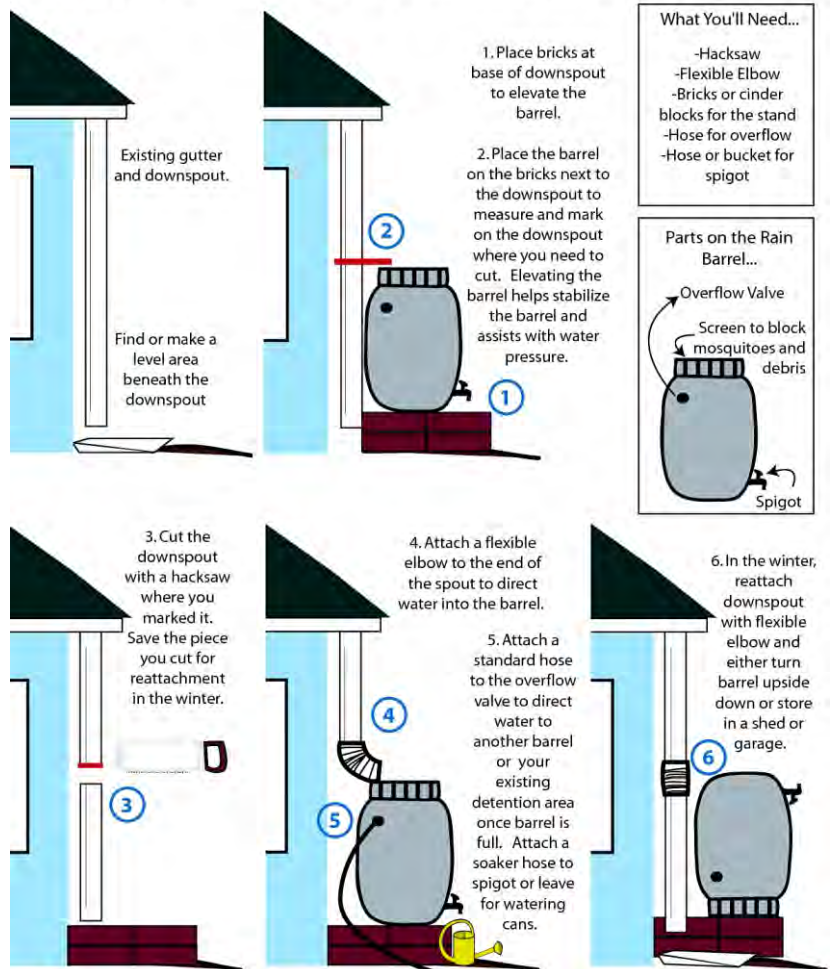 Existing gutter
and downspout.
Find or make a
level area
beneath the
downspout
1. Place bricks at
base of downspout
to elevate the
barrel.
2. Place the barrel
on the bricks next to
the downspout to
measure and mark
on the downspout
where you need to
cut. Elevating the
barrel helps stabilize
the barrel and
assists with water
pressure.
2
1
What You'll Need...
-Hacksaw
-Flexible Elbow
-Bricks or cinder
blocks for the stand
-Hose for overflow
-Hose or bucket for
spigot
Parts on the Rain
Barrel...
Overflow Valve
Screen to block
mosquitoes and
debris
Spigot
3. Cut the
downspout
with a hacksaw
where you
marked it.
Save the piece
you cut for
reattachment
in the winter.
3
4. Attach a flexible
elbow to the end of
the spout to direct
water into the barrel.
5. Attach a
standard hose
to the overflow
valve to direct
water to
another barrel
or your
existing
detention area
once barrel is
full. Attach a
soaker hose to
spigot or leave
for watering
cans.
4
5
6. In the winter,
reattach
downspout
with flexible
elbow and
either turn
barrel upside
down or store
in a shed or
garage.
6